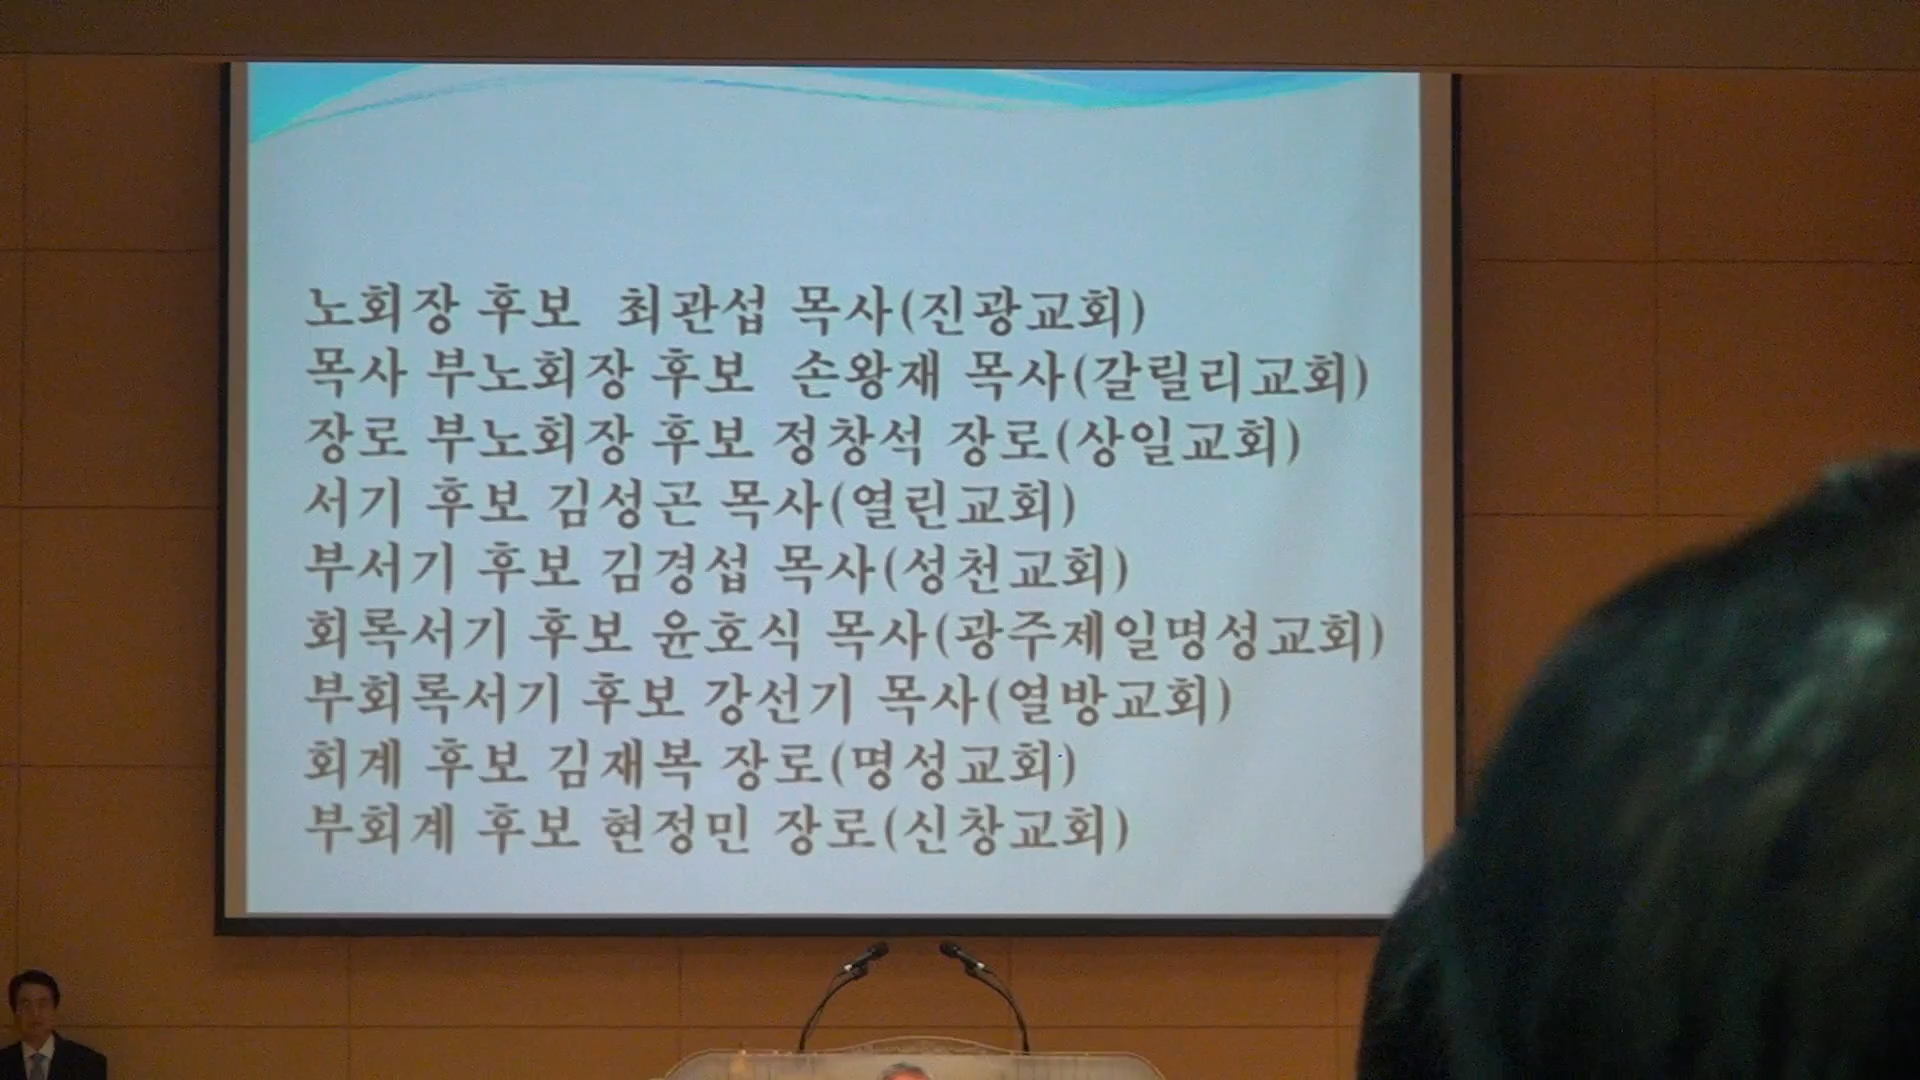 노회장 후보 최관섭 목사(진광교회)
목사 부노회장 후보 손왕재 목사(갈릴리교회)
장로 부노회장 후보 정창석 장로(상일교회)
서기 후보 김성곤 목사(열린교회)
부서기 후보 김경섭 목사(성천교회)
회록서기 후보 윤호식 목사(광주제일명성교회)
부회록서기 후보 강선기 목사(열방교회)
회계 후보 김재복 장로(명성교회)
부회계 후보 현정민 장로(신창교회)